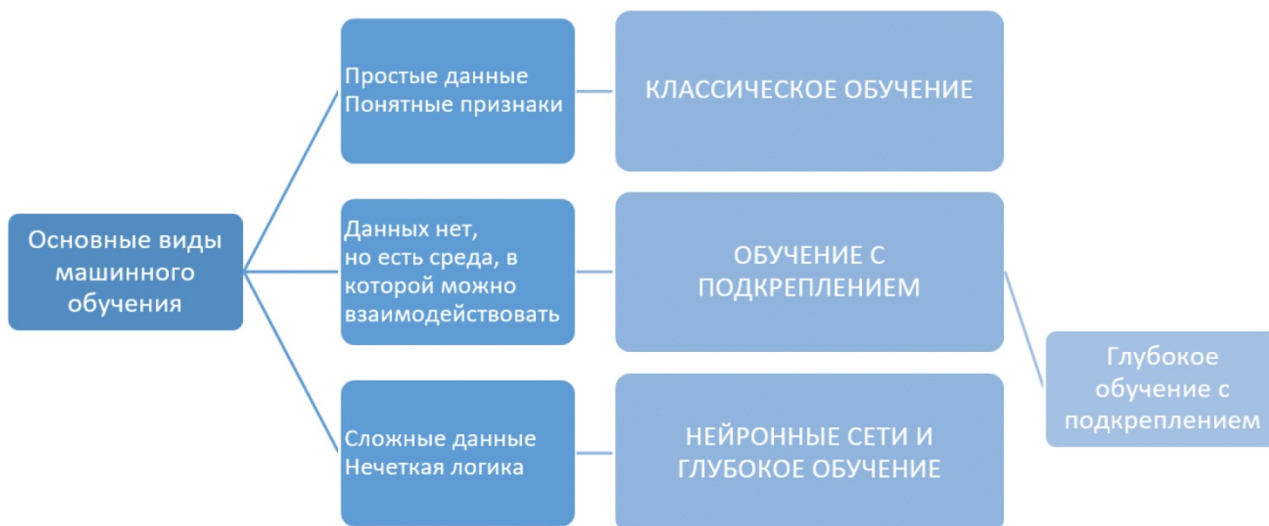 Основные виды
машинного
обучения
Простые данные
Понятные признаки
КЛАССИЧЕСКОЕ ОБУЧЕНИЕ
Данных нет,
но есть среда, в
которой можно
взаимодействовать
ОБУЧЕНИЕ С
ПОДКРЕПЛЕНИЕМ
Сложные данные
Нечеткая логика
НЕЙРОННЫЕ СЕТИ И
ГЛУБОКОЕ ОБУЧЕНИЕ
Глубокое
обучение с
подкреплением